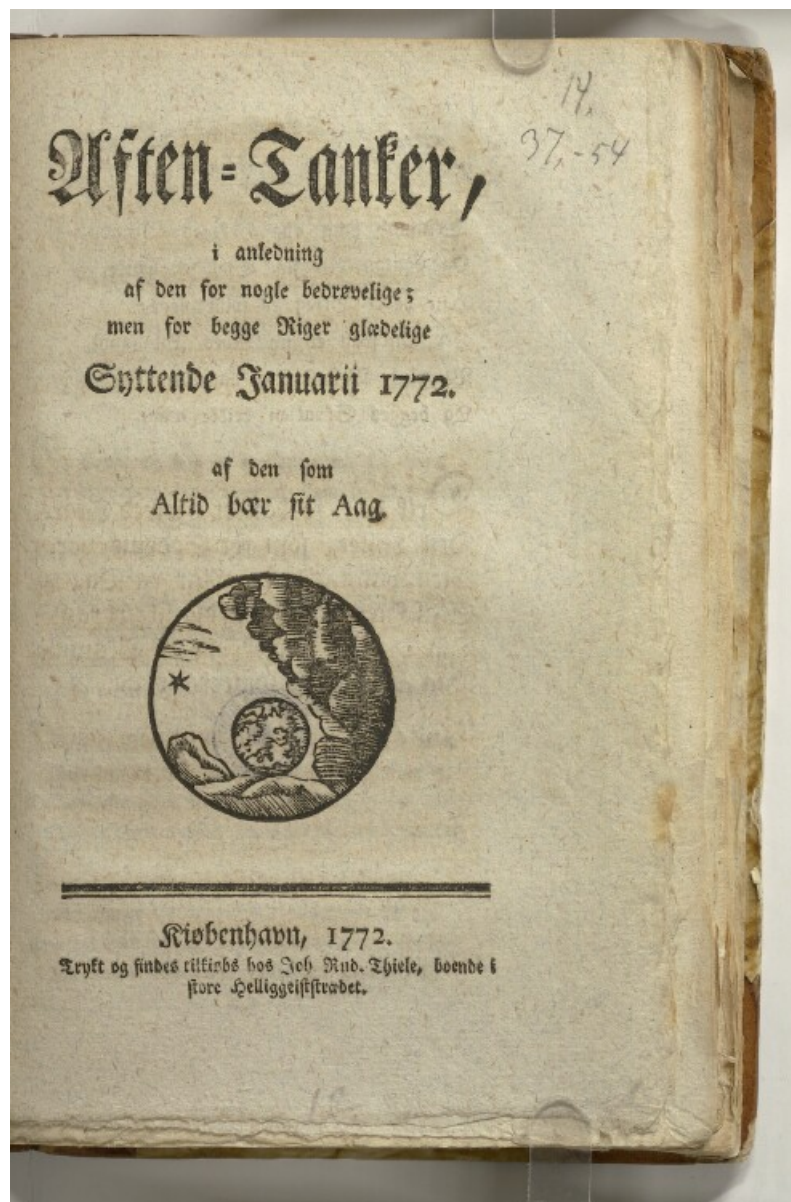 14.
37.-54
Aften-Tanker,
i anledning
af den for nogle bedrøvelige;
men for begge Riger glædelige
Syttende Januarii 1772.
af den som
Altid bær sit Aag.
Kiøbenhavn, 1772.
Trykt og findes tilkiøbs hos Joh. Rud. Thiele, boende i
store Helliggeiststrædet.